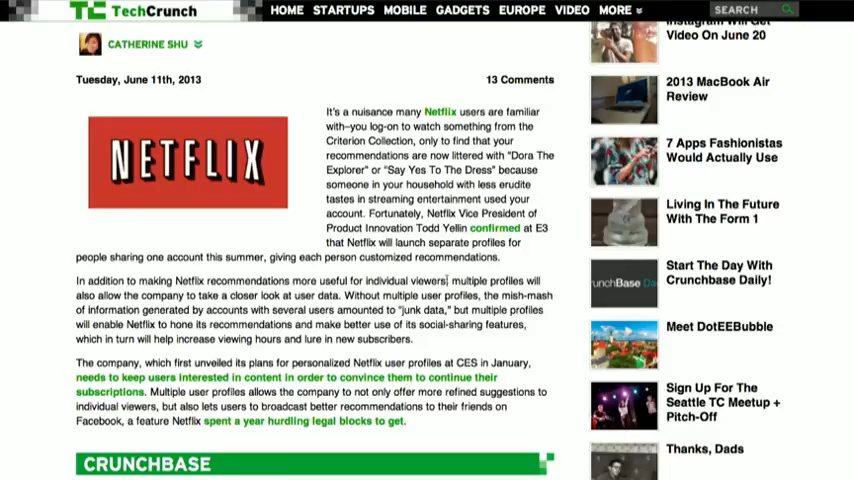 TC TechCrunch
HOME STARTUPS MOBILE GADGETS EUROPE VIDEO MORE
SEARCH
CATHERINE SHU
Tuesday, June 11th, 2013
13 Comments
NETFLIX
It's a nuisance many Netflix users are familiar
with–you log-on to watch something from the
Criterion Collection, only to find that your
recommendations are now littered with "Dora The
Explorer" or "Say Yes To The Dress" because
someone in your household with less erudite
tastes in streaming entertainment used your
account. Fortunately, Netflix Vice President of
Product Innovation Todd Yellin confirmed at E3
that Netflix will launch separate profiles for
people sharing one account this summer, giving each person customized recommendations.
In addition to making Netflix recommendations more useful for individual viewers, multiple profiles will
also allow the company to take a closer look at user data. Without multiple user profiles, the mish-mash
of information generated by accounts with several users amounted to "junk data," but multiple profiles
will enable Netflix to hone its recommendations and make better use of its social-sharing features,
which in turn will help increase viewing hours and lure in new subscribers.
The company, which first unveiled its plans for personalized Netflix user profiles at CES in January,
needs to keep users interested in content in order to convince them to continue their
subscriptions. Multiple user profiles allows the company to not only offer more refined suggestions to
individual viewers, but also lets users to broadcast better recommendations to their friends on
Facebook, a feature Netflix spent a year hurdling legal blocks to get.
CRUNCHBASE
Instagram Will Get
Video On June 20
2013 MacBook Air
Review
7 Apps Fashionistas
Would Actually Use
Living In The Future
With The Form 1
runchBase Da
Start The Day With
Crunchbase Daily!
Meet DotEEBubble
Sign Up For The
Seattle TC Meetup +
Pitch-Off
Thanks, Dads